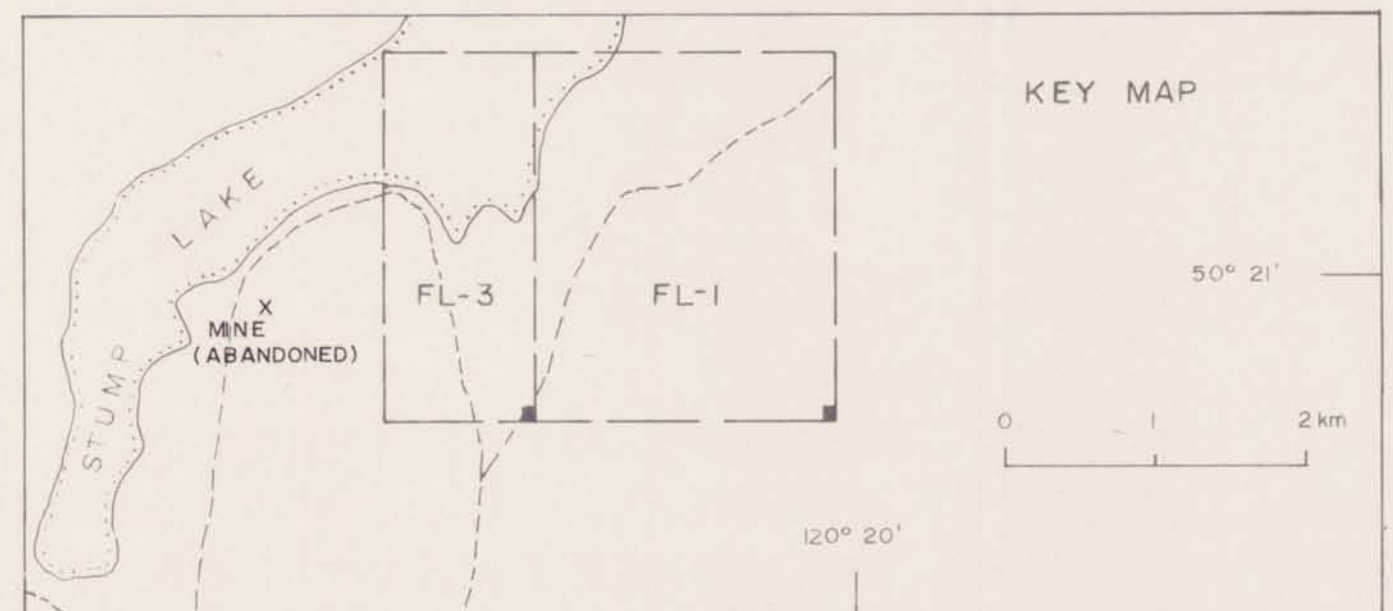 KEY MAP
LAKE
50° 21'
FL-3
FL-1
X
MINE
(ABANDONED)
STUMP
0 1 2 km
120° 20'